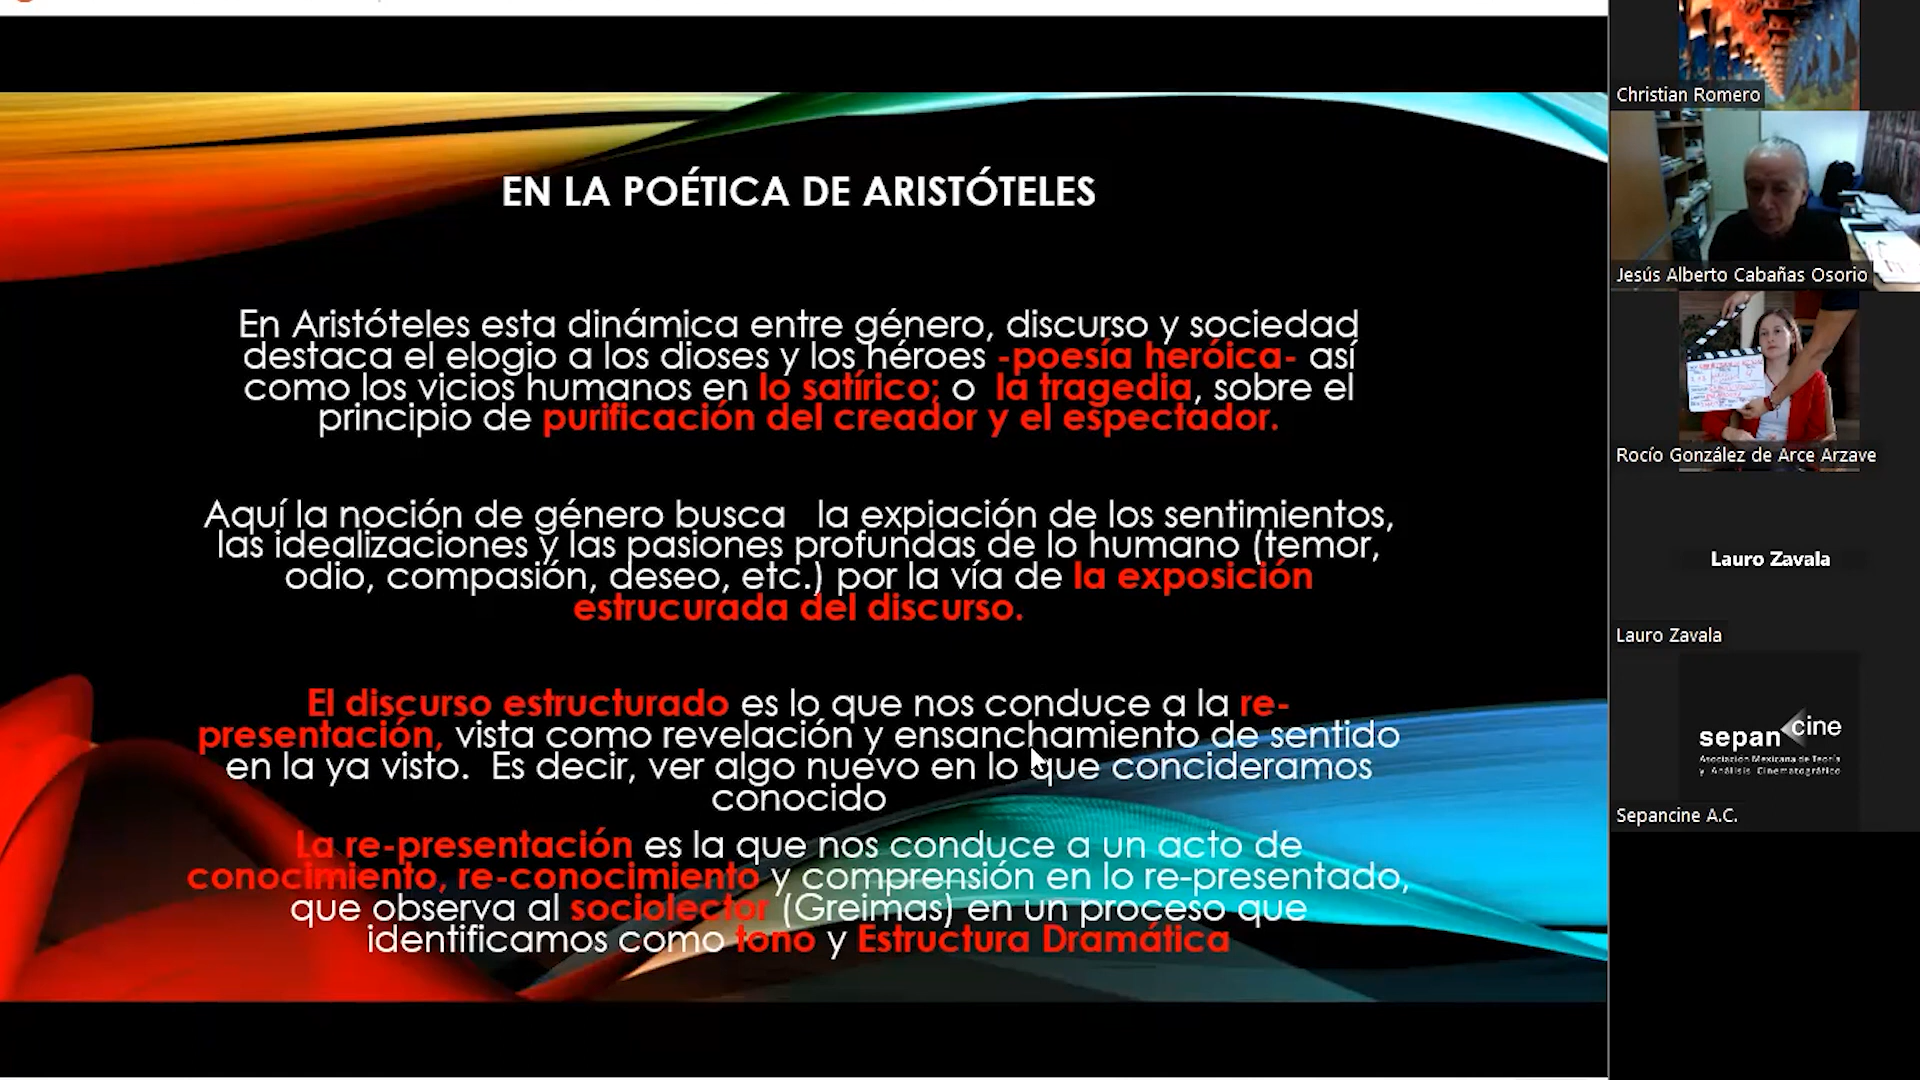 EN LA POÉTICA DE ARISTÓTELES
En Aristóteles esta dinámica entre género, discurso y sociedad
destaca el elogio a los dioses y los héroes -poesía heróica- así
como los vicios humanos en lo satírico; o la tragedia, sobre el
principio de purificación del creador y el espectador.
Aquí la noción de género busca la expiación de los sentimientos,
las idealizaciones y las pasiones profundas de lo humano (temor,
odio, compasión, deseo, etc.) por la vía de la exposición
estrucurada del discurso.
El discurso estructurado es lo que nos conduce a la re-
presentación, vista como revelación y ensanchamiento de sentido
en la ya visto. Es decir, ver algo nuevo en lo que concideramos
conocido
La re-presentación es la que nos conduce a un acto de
conocimiento, re-conocimiento y comprensión en lo re-presentado,
que observa al sociolector (Greimas) en un proceso que
identificamos como tono y Estructura Dramática
Christian Romero
Jesús Alberto Cabañas Osorio
Rocío González de Arce Arzave
Lauro Zavala
Lauro Zavala
sepancine
Asociación Mexicana de Teoría
y Análisis Cinematográfico
Sepancine A.C.